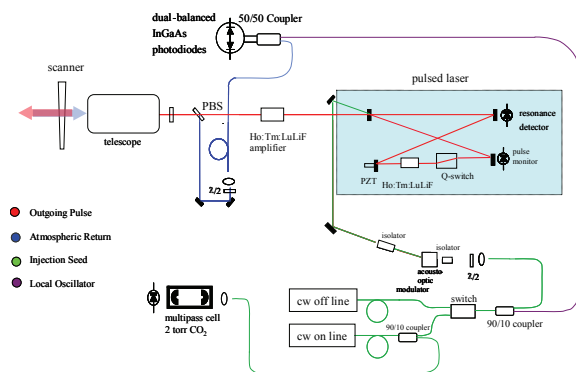 dual-balanced
InGaAs
photodiodes
50/50 Coupler
scanner
pulsed laser
PBS
telescope
Ho:Tm:LuLiF
amplifier
resonance
detector
pulse
monitor
PZT
Ho:Tm:LuLiF
Q-switch
2/2
Outgoing Pulse
Atmospheric Return
Injection Seed
Local Oscillator
isolator
isolator
acousto-
optic
modulator
2/2
multipass cell
2 torr CO2
cw off line
switch
90/10 coupler
90/10 coupler
cw on line